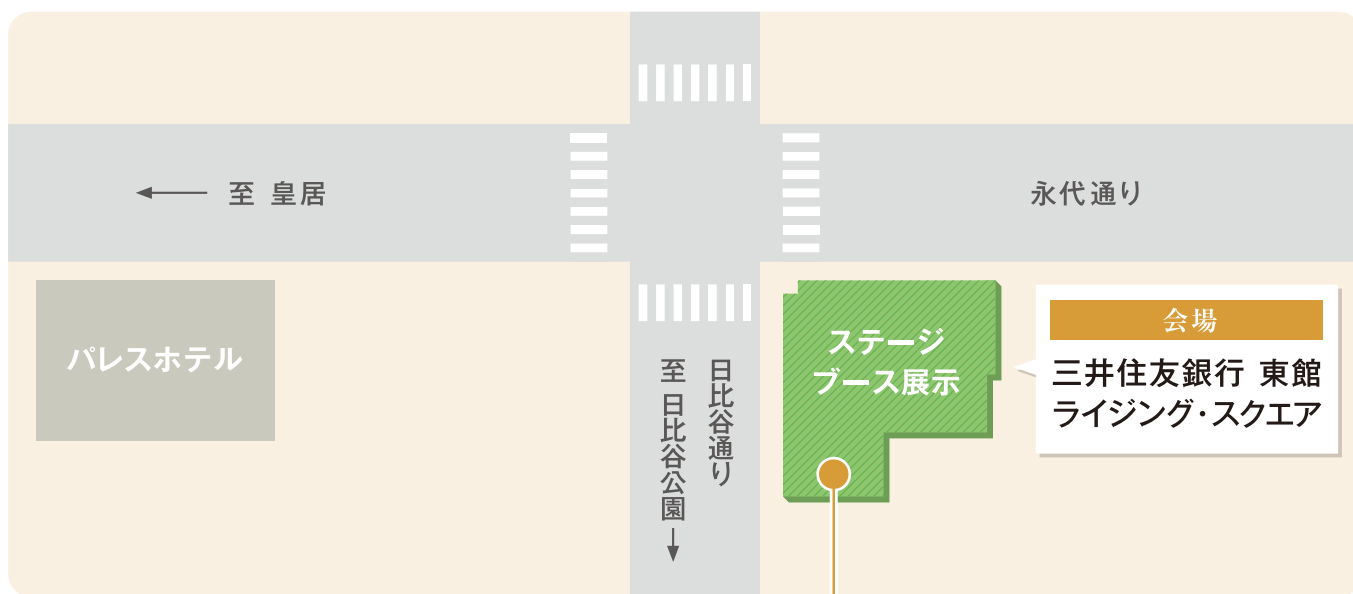 至 皇居
永代通り
パレスホテル
日比谷通り
至 日比谷公園
ステージ
ブース展示
会場
三井住友銀行 東館
ライジング・スクエア